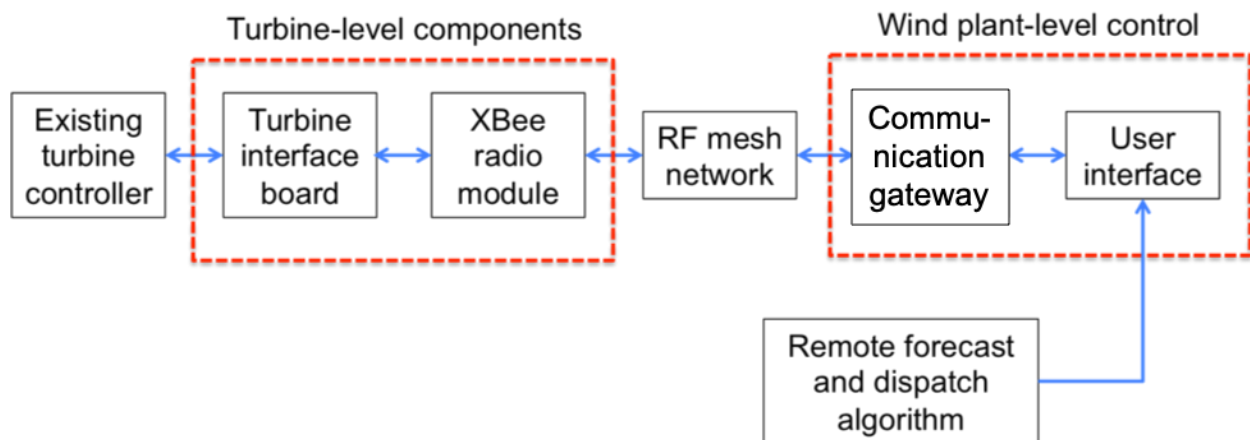 Turbine-level components
Wind plant-level control
Existing
turbine
controller
Turbine
interface
board
XBee
radio
module
RF mesh
network
Commu-
nication
gateway
User
interface
Remote forecast
and dispatch
algorithm